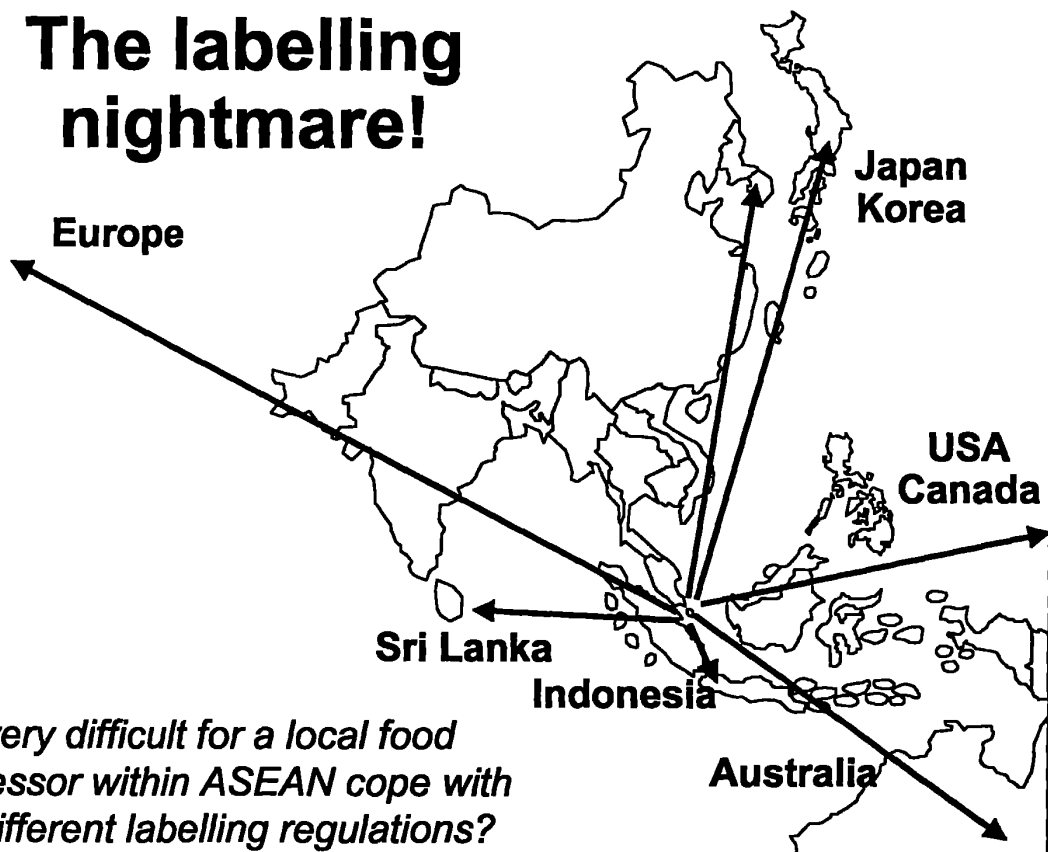 The labelling
nightmare!
Europe
Japan
Korea
USA
Canada
Sri Lanka
Indonesia
Australia
very difficult for a local food
essor within ASEAN cope with
ifferent labelling regulations?